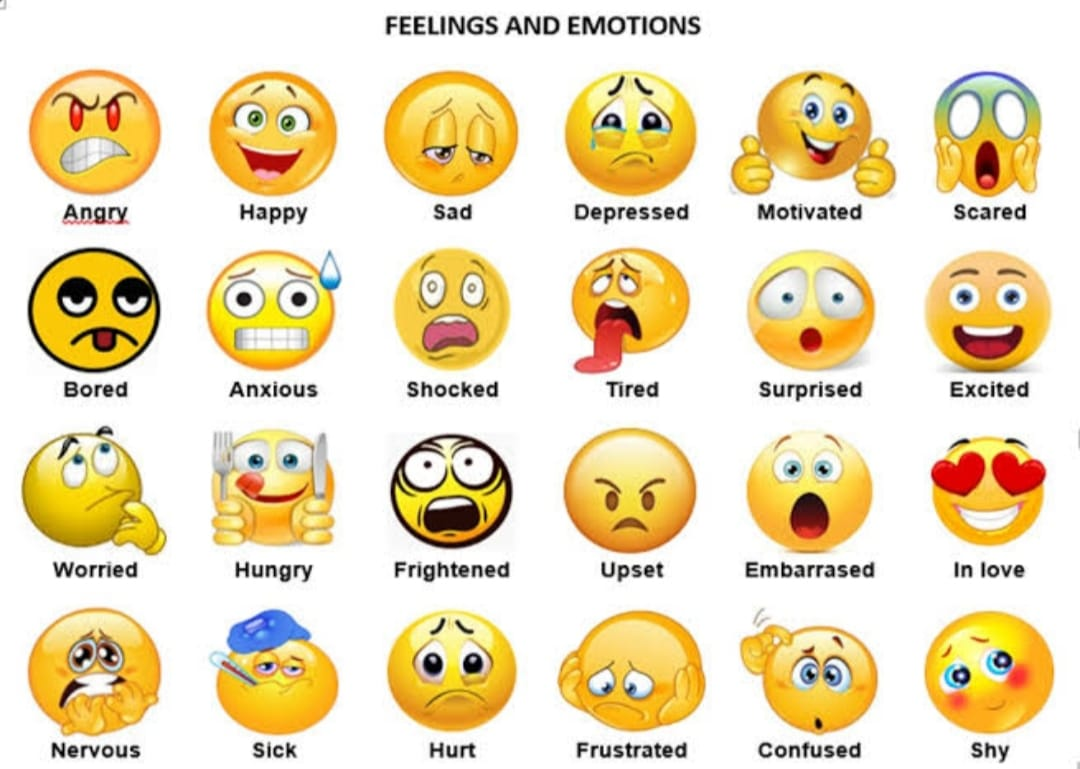 FEELINGS AND EMOTIONS
Angry Happy Sad Depressed Motivated Scared
Bored Anxious Shocked Tired Surprised Excited
Worried Hungry Frightened Upset Embarrased In love
Nervous Sick Hurt Frustrated Confused Shy